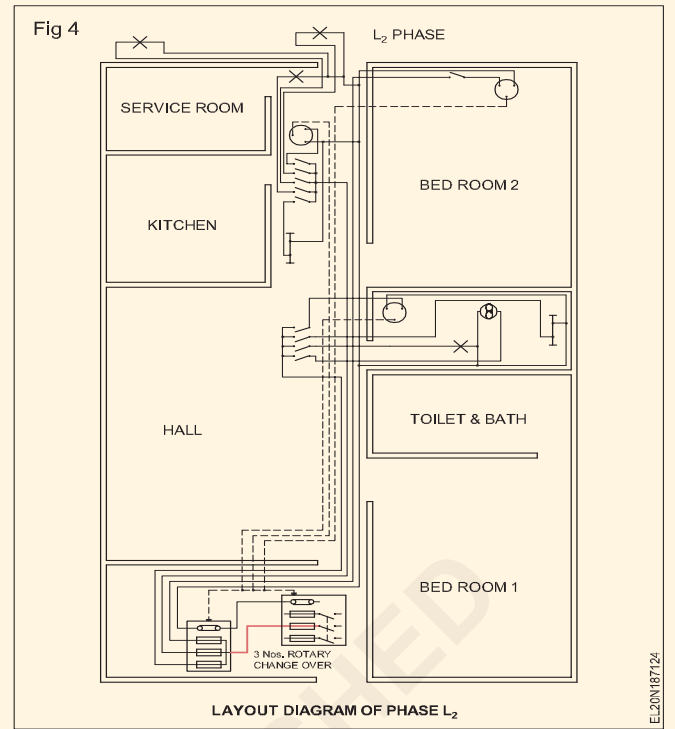 Fig 4
L2 PHASE
SERVICE ROOM
BED ROOM 2
KITCHEN
HALL
TOILET & BATH
BED ROOM 1
3 Nos. ROTARY
CHANGE OVER
LAYOUT DIAGRAM OF PHASE L2
EL20N187124
SHED